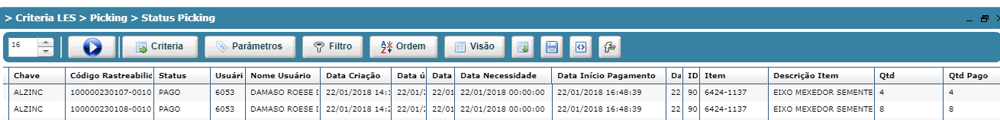 > Criteria LES > Picking > Status Picking
16 Criteria Parâmetros Filtro Ordem Visão
Chave Código Rastreabilid Status Usuári Nome Usuário Data Criação Data ú Data Data Necessidade Data Início Pagamento Da ID Item Descrição Item Qtd Qtd Pago
ALZINC 100000230107-0010 PAGO 6053 DAMASO ROESE 22/01/2018 14:1 22/01/2 22/01 22/01/2018 00:00:00 22/01/2018 16:48:39 22 90 6424-1137 EIXO MEXEDOR SEMENTE 4 4
ALZINC 100000230108-0010 PAGO 6053 DAMASO ROESE 22/01/2018 14:2 22/01/2 22/01 22/01/2018 00:00:00 22/01/2018 16:48:39 22 90 6424-1137 EIXO MEXEDOR SEMENTE 8 8